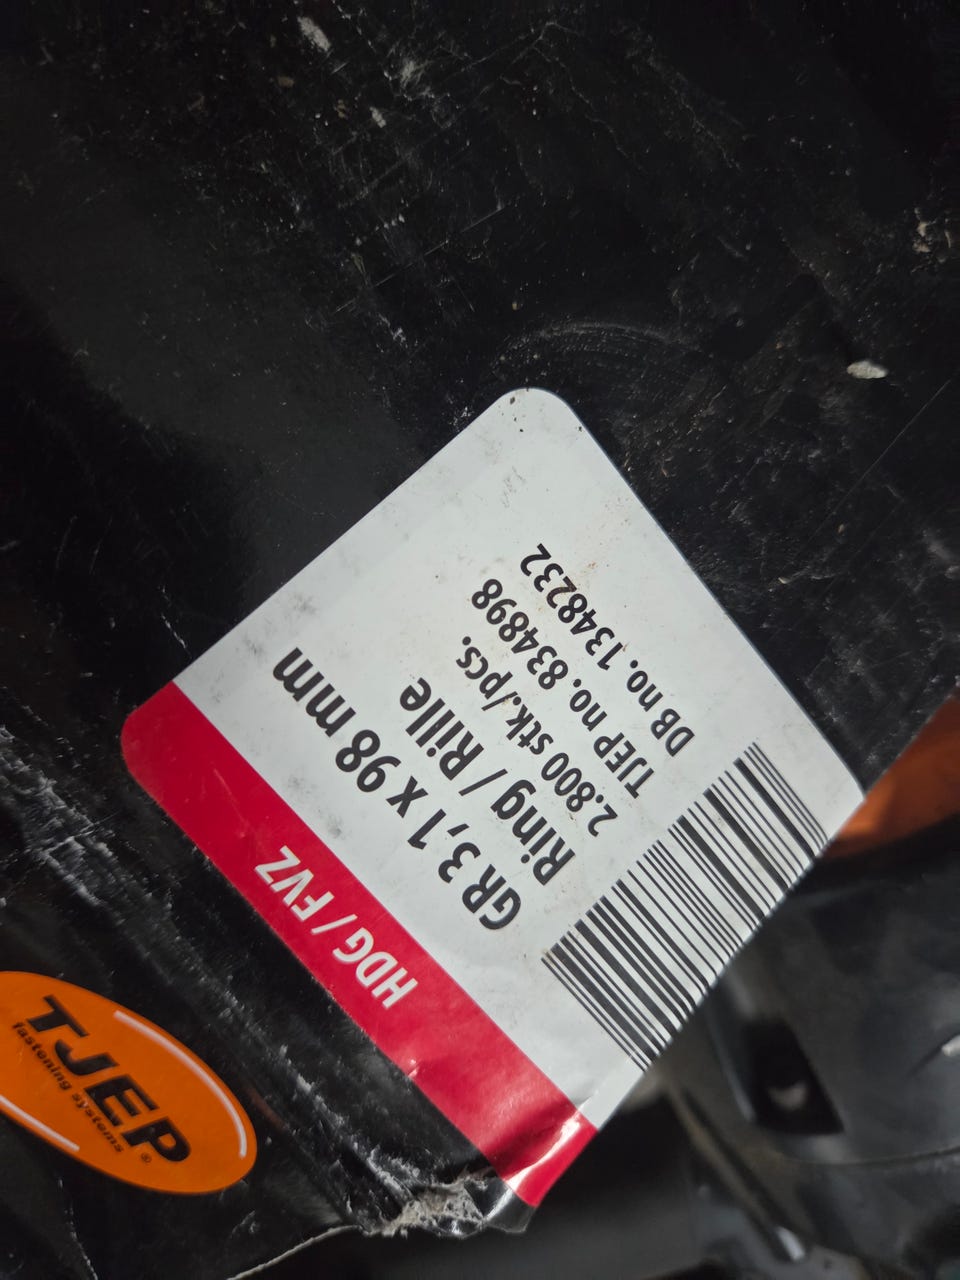 HDG / FVZ
GR 3,1 x 98 mm
Ring / Rille
2.800 stk./pcs.
TJEP no. 834898
DB no. 1348232
TJEP
fastening systems ®